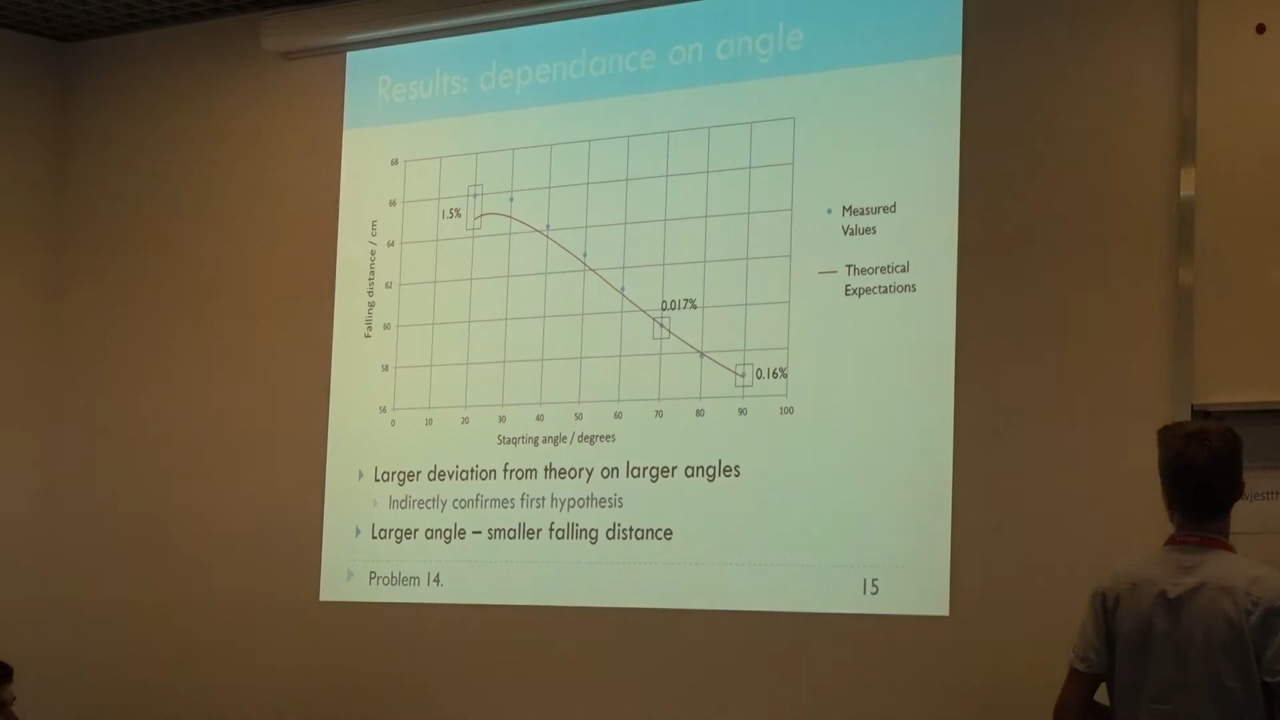 Results: dependance on angle
68
66
64
62
60
58
56
Falling distance / cm
1.5%
0.017%
0.16%
0 10 20 30 40 50 60 70 80 90 100
Staqrting angle / degrees
Measured
Values
Theoretical
Expectations
Larger deviation from theory on larger angles
Indirectly confirmes first hypothesis
Larger angle – smaller falling distance
Problem 14.
15